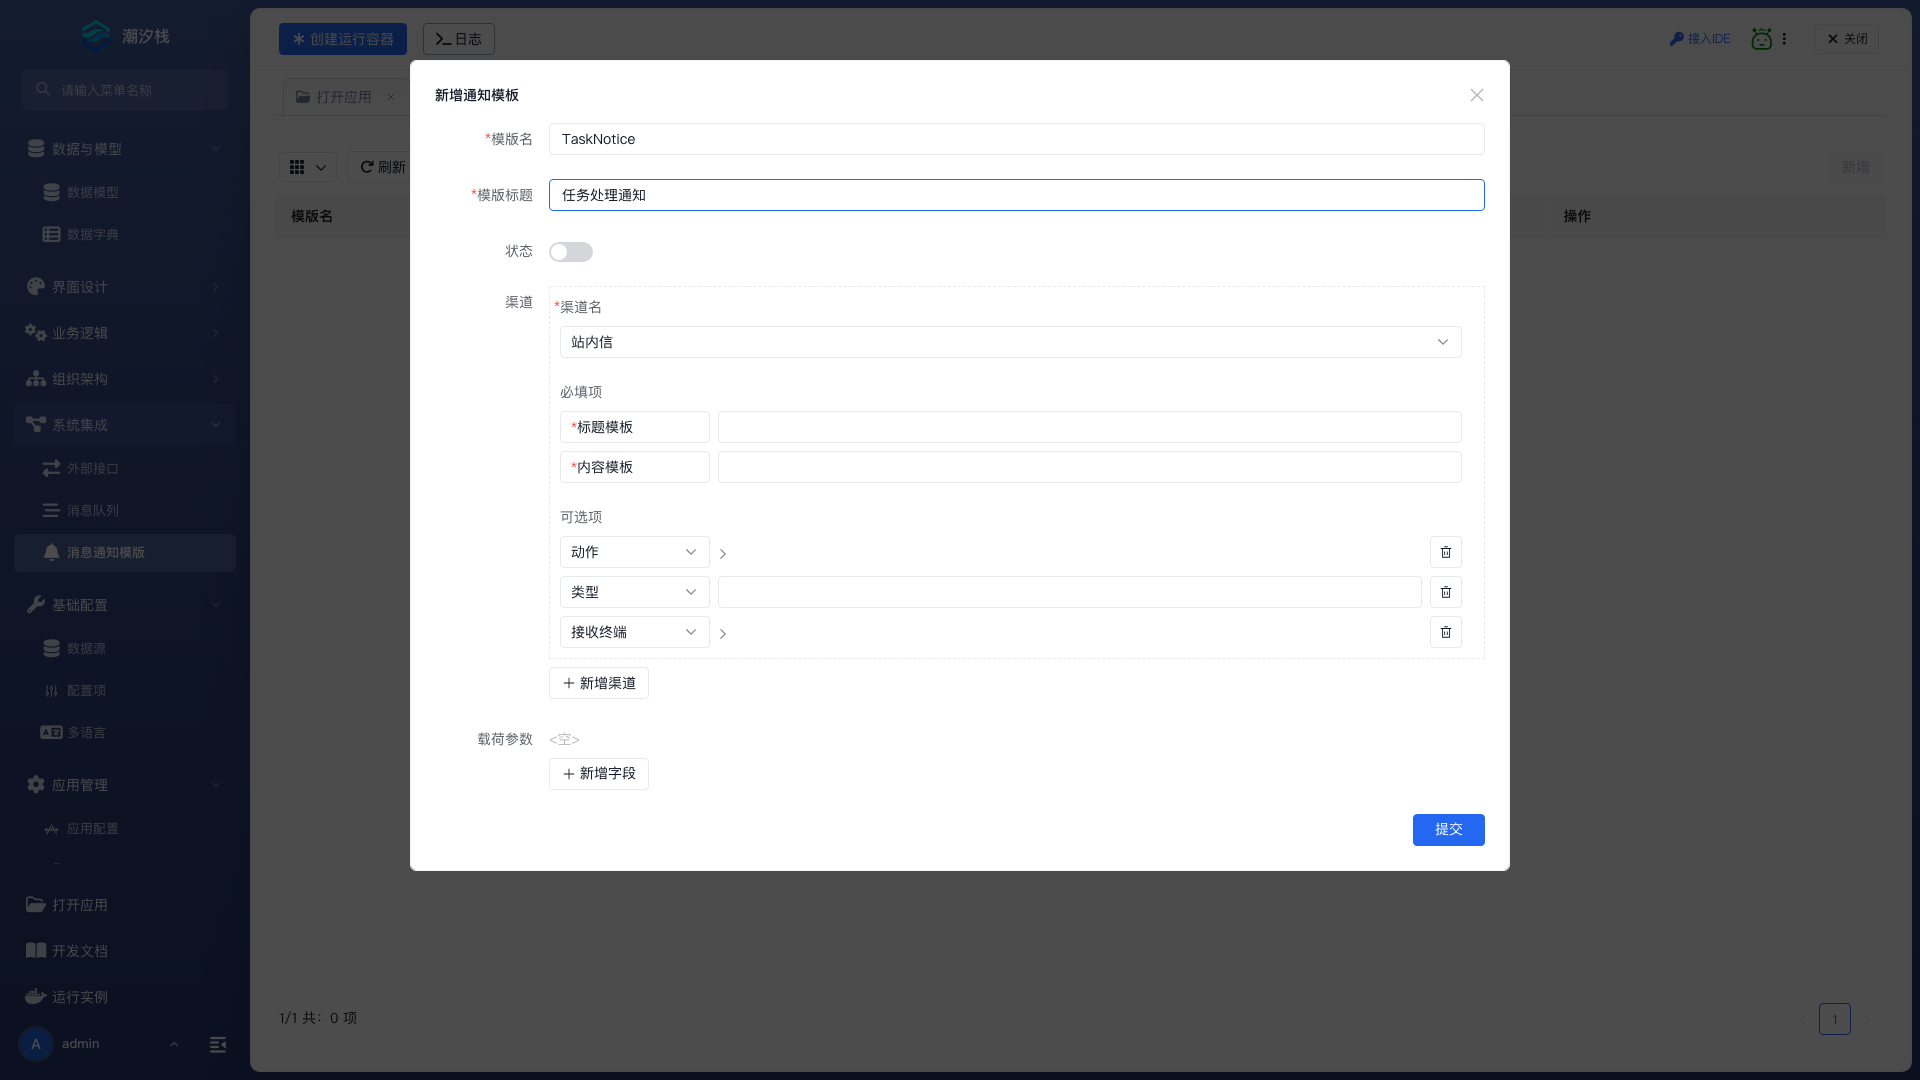 潮汐栈
创建运行容器
日志
接入IDE
关闭
请输入菜单名称
打开应用
数据与模型
数据模型
数据字典
界面设计
业务逻辑
组织架构
系统集成
外部接口
消息队列
消息通知模版
基础配置
数据源
配置项
多语言
应用管理
应用配置
打开应用
开发文档
运行实例
A admin
刷新
新增
模版名
操作
新增通知模板
*模版名 TaskNotice
*模版标题 任务处理通知
状态
渠道
*渠道名
站内信
必填项
*标题模板
*内容模板
可选项
动作
类型
接收终端
新增渠道
载荷参数 <空>
新增字段
提交
1/1 共：0 项
1